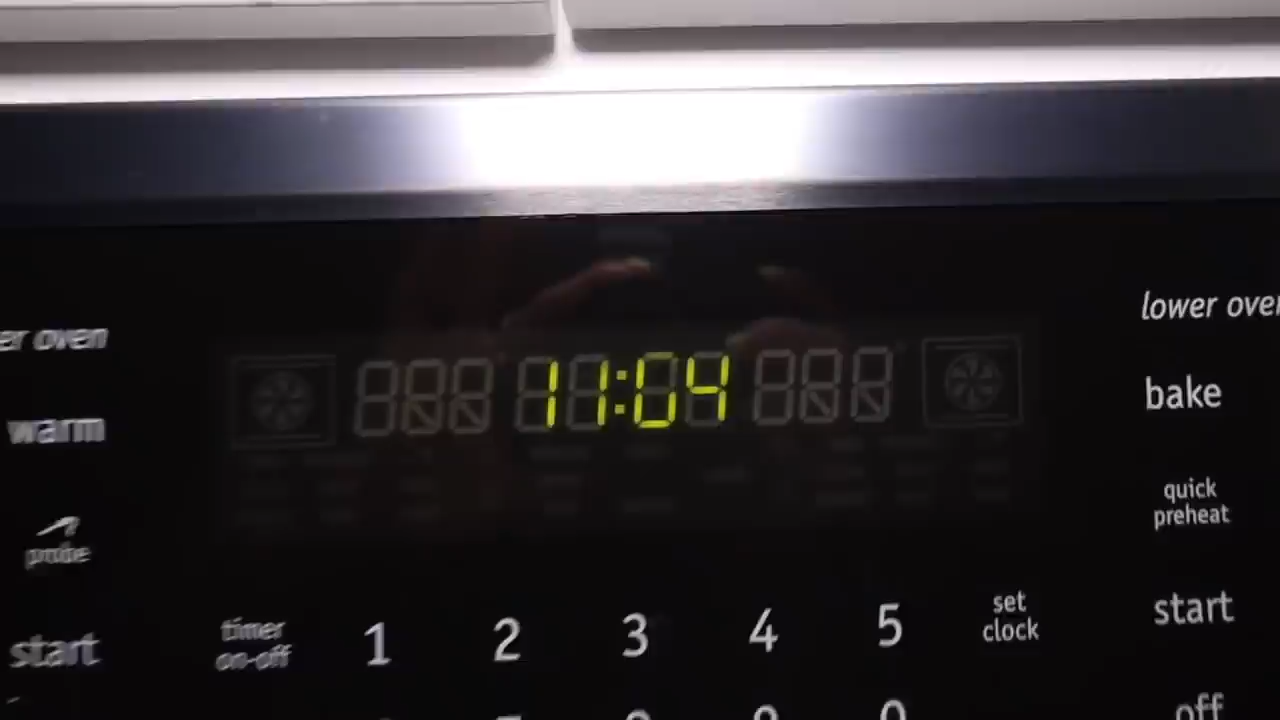 er oven
lower oven
warm
11:04
bake
probe
quick
preheat
start
timer
on-off
1 2 3 4 5
set
clock
start
0
off